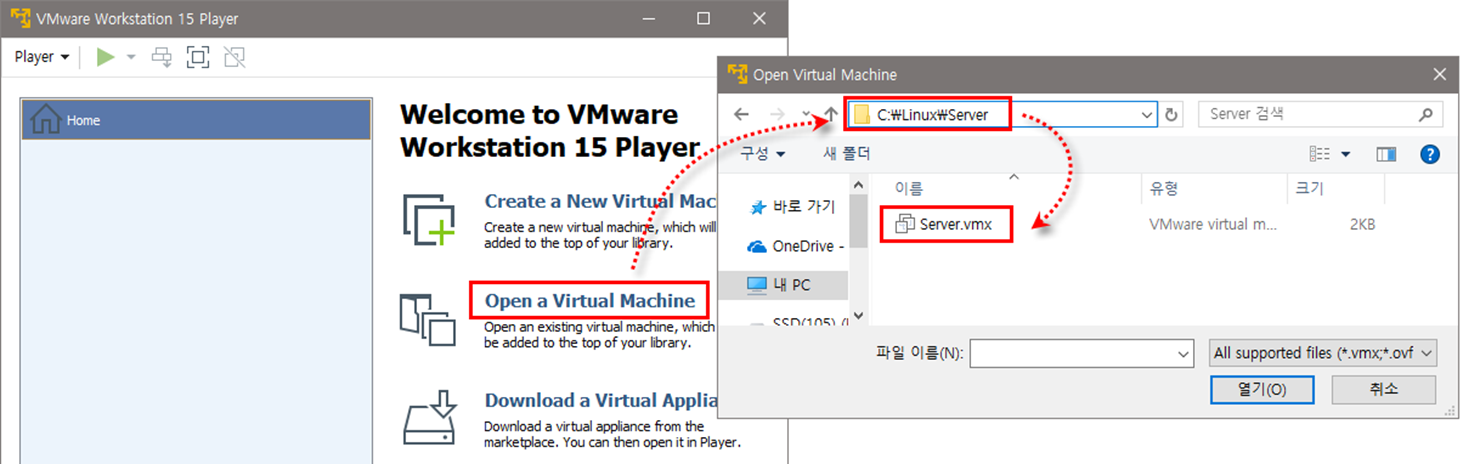 VMware Workstation 15 Player
Player
Home
Welcome to VMware
Workstation 15 Player
Create a New Virtual Mac
Create a new virtual machine, which will
added to the top of your library.
Open a Virtual Machine
Open an existing virtual machine, which
be added to the top of your library.
Download a Virtual Applia
Download a virtual appliance from the
marketplace. You can then open it in Player.
Open Virtual Machine
C:₩Linux₩Server
Server 검색
구성
새 폴더
이름
유형
크기
바로 가기
OneDrive -
내 PC
SSD(105) (
Server.vmx
VMware virtual m...
2KB
파일 이름(N):
All supported files (*.vmx;*.ovf
열기(O)
취소